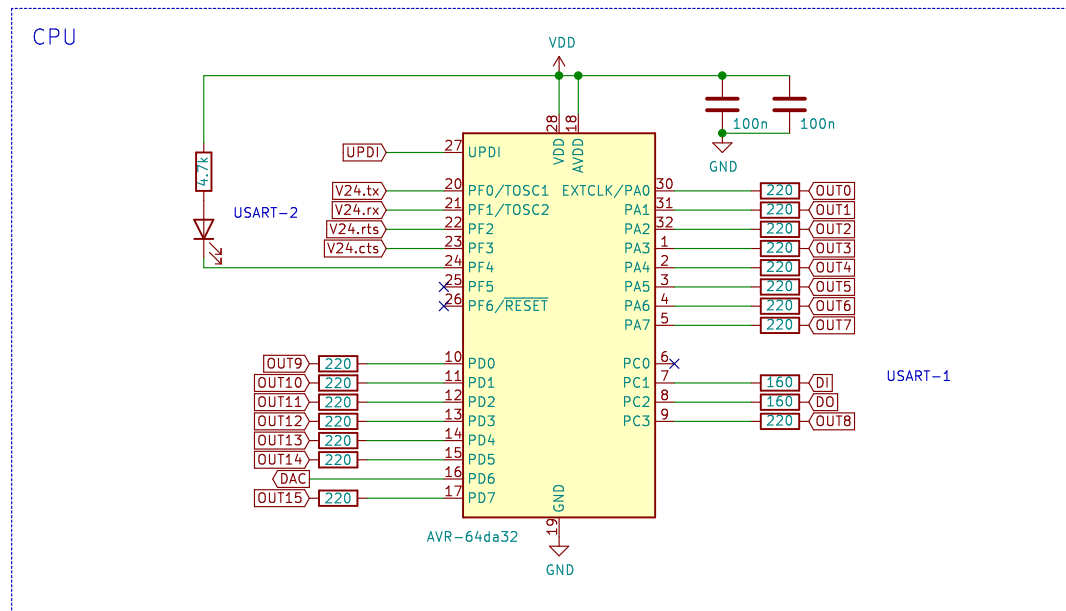 CPU
VDD
28
18
VDD
AVDD
100n
100n
GND
4.7k
USART-2
UPDI 27 UPDI
V24.tx 20 PF0/TOSC1
V24.rx 21 PF1/TOSC2
V24.rts 22 PF2
V24.cts 23 PF3
24 PF4
25 PF5
26 PF6/RESET
EXTCLK/PA0 30 220 OUT0
PA1 31 220 OUT1
PA2 32 220 OUT2
PA3 1 220 OUT3
PA4 2 220 OUT4
PA5 3 220 OUT5
PA6 4 220 OUT6
PA7 5 220 OUT7
OUT9 220 10 PD0
OUT10 220 11 PD1
OUT11 220 12 PD2
OUT12 220 13 PD3
OUT13 220 14 PD4
OUT14 220 15 PD5
DAC 16 PD6
OUT15 220 17 PD7
PC0 6
PC1 7 160 DI
PC2 8 160 DO
PC3 9 220 OUT8
USART-1
GND
19
AVR-64da32
GND